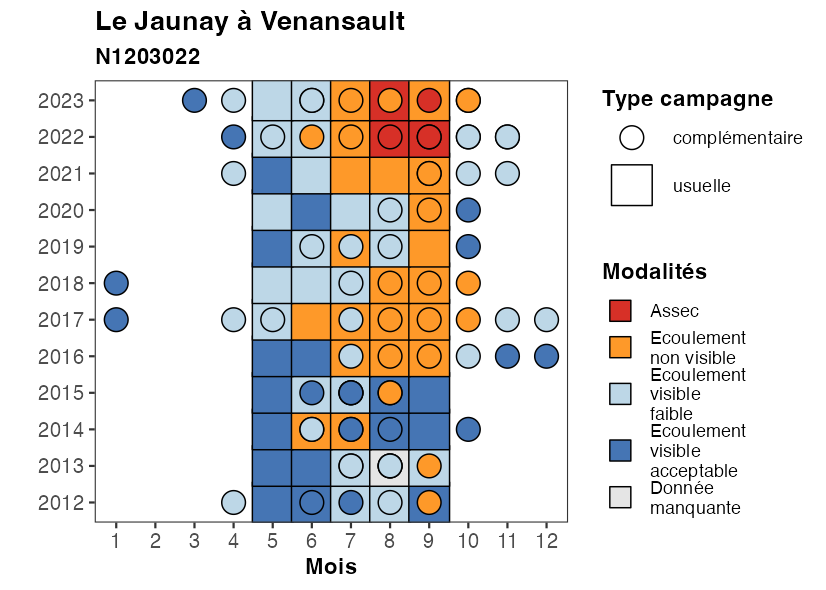 Le Jaunay à Venansault
N1203022
2023
2022
2021
2020
2019
2018
2017
2016
2015
2014
2013
2012
1 2 3 4 5 6 7 8 9 10 11 12
Mois
Type campagne
complémentaire
usuelle
Modalités
Assec
Ecoulement
non visible
Ecoulement
visible
faible
Ecoulement
visible
acceptable
Donnée
manquante